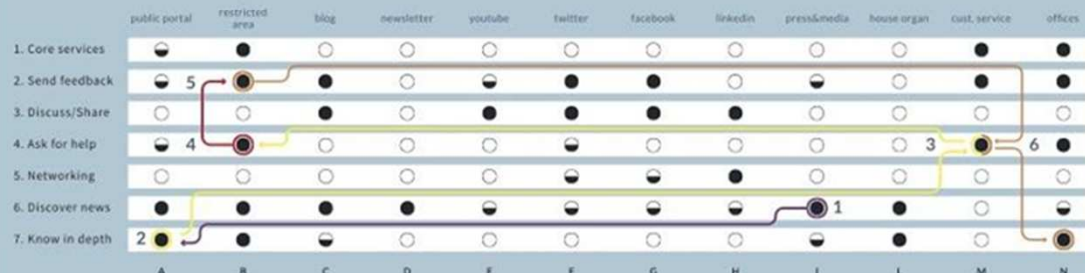 public portal restricted area blog newsletter youtube twitter facebook linkedin press&media house organ cust. service offices
1. Core services
2. Send feedback 5
3. Discuss/Share
4. Ask for help 4 3 6
5. Networking
6. Discover news 1
7. Know in depth 2